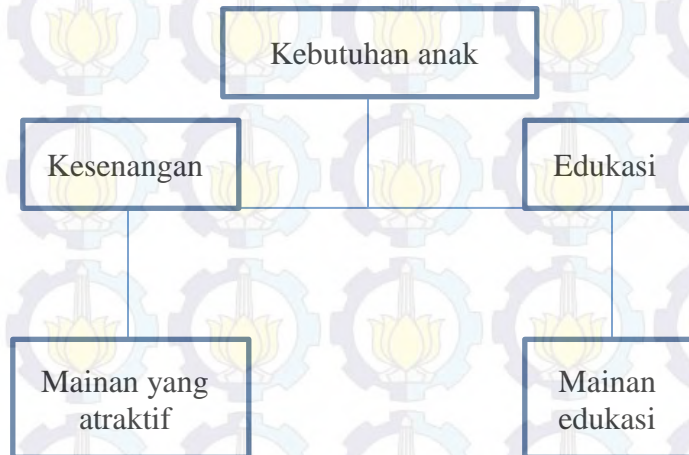 Kebutuhan anak
Kesenangan
Edukasi
Mainan yang
atraktif
Mainan
edukasi